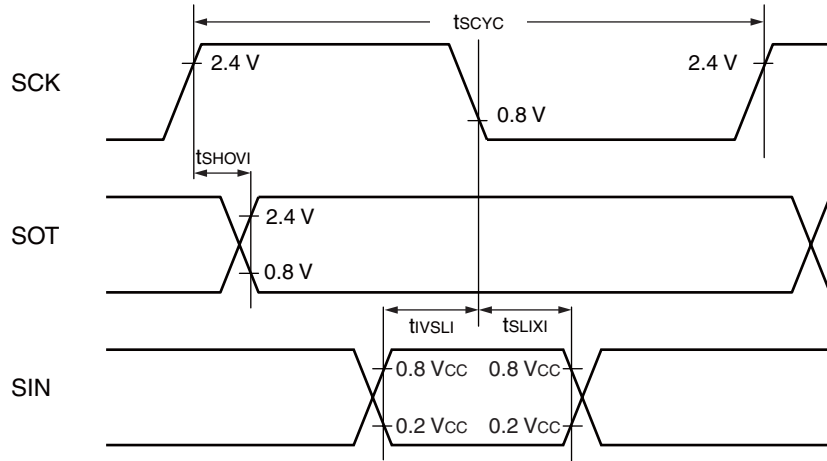 tSCYC
SCK
2.4 V
2.4 V
0.8 V
tSHOVI
SOT
2.4 V
0.8 V
tIVSLI
tSLIXI
SIN
0.8 VCC
0.8 VCC
0.2 VCC
0.2 VCC